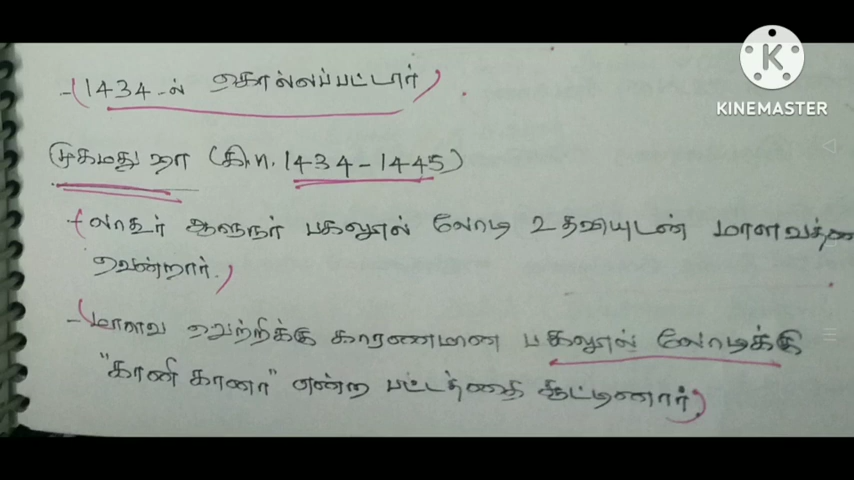 - 1434-ல் கொல்லப்பட்டார்.
KINEMASTER
முகமது ஷா (கி.பி. 1434-1445)
- லாகூர் ஆளுநர் பகலூல் லோடி உதவியுடன் மாளவத்தை
வென்றார்.
- மாளவ வெற்றிக்கு காரணமான பகலூல் லோடிக்கு
"கானி கானா" என்ற பட்டத்தை சூட்டினார்